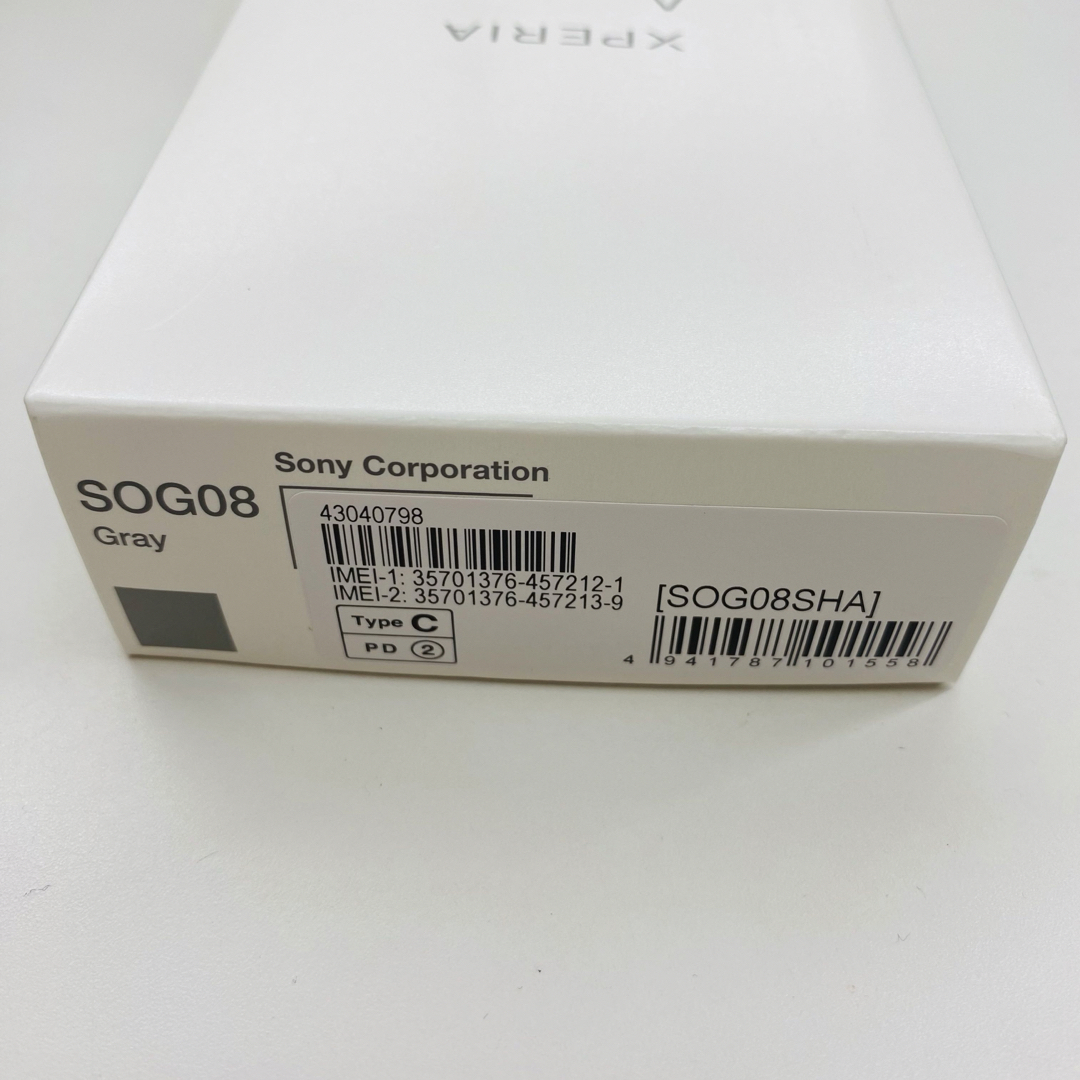 XPERIA
Sony Corporation
SOG08
Gray
43040798
IMEI-1: 35701376-457212-1
IMEI-2: 35701376-457213-9
[SOG08SHA]
Type C
PD ②
4 941787 101558